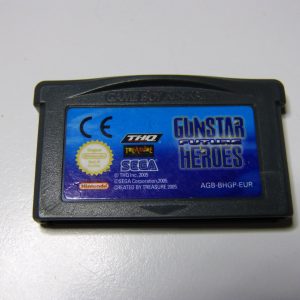 GAME BOY ADVANCE
CE
THQ
TREASURE
SEGA
GUNSTAR
FUTURE
HEROES
Nintendo
© THQ Inc. 2005
© SEGA Corporation, 2005
CREATED BY TREASURE 2005
AGB-BHGP-EUR